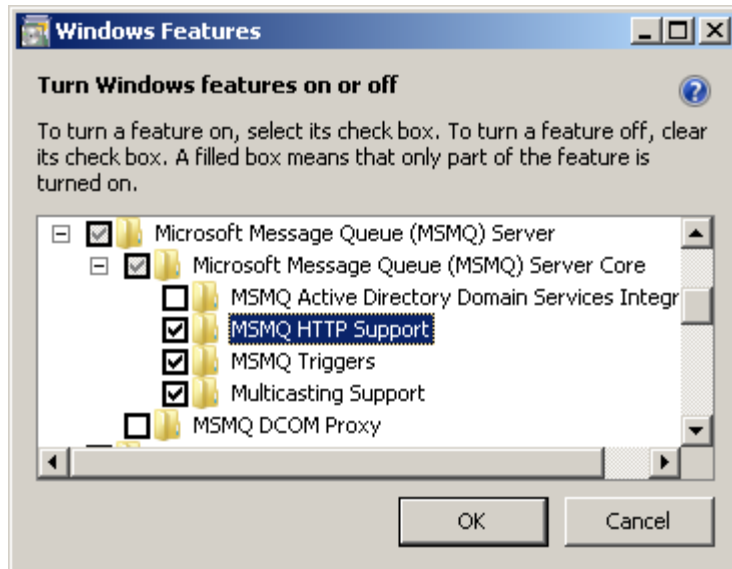 Windows Features
Turn Windows features on or off
To turn a feature on, select its check box. To turn a feature off, clear
its check box. A filled box means that only part of the feature is
turned on.
Microsoft Message Queue (MSMQ) Server
Microsoft Message Queue (MSMQ) Server Core
MSMQ Active Directory Domain Services Integr
MSMQ HTTP Support
MSMQ Triggers
Multicasting Support
MSMQ DCOM Proxy
OK Cancel